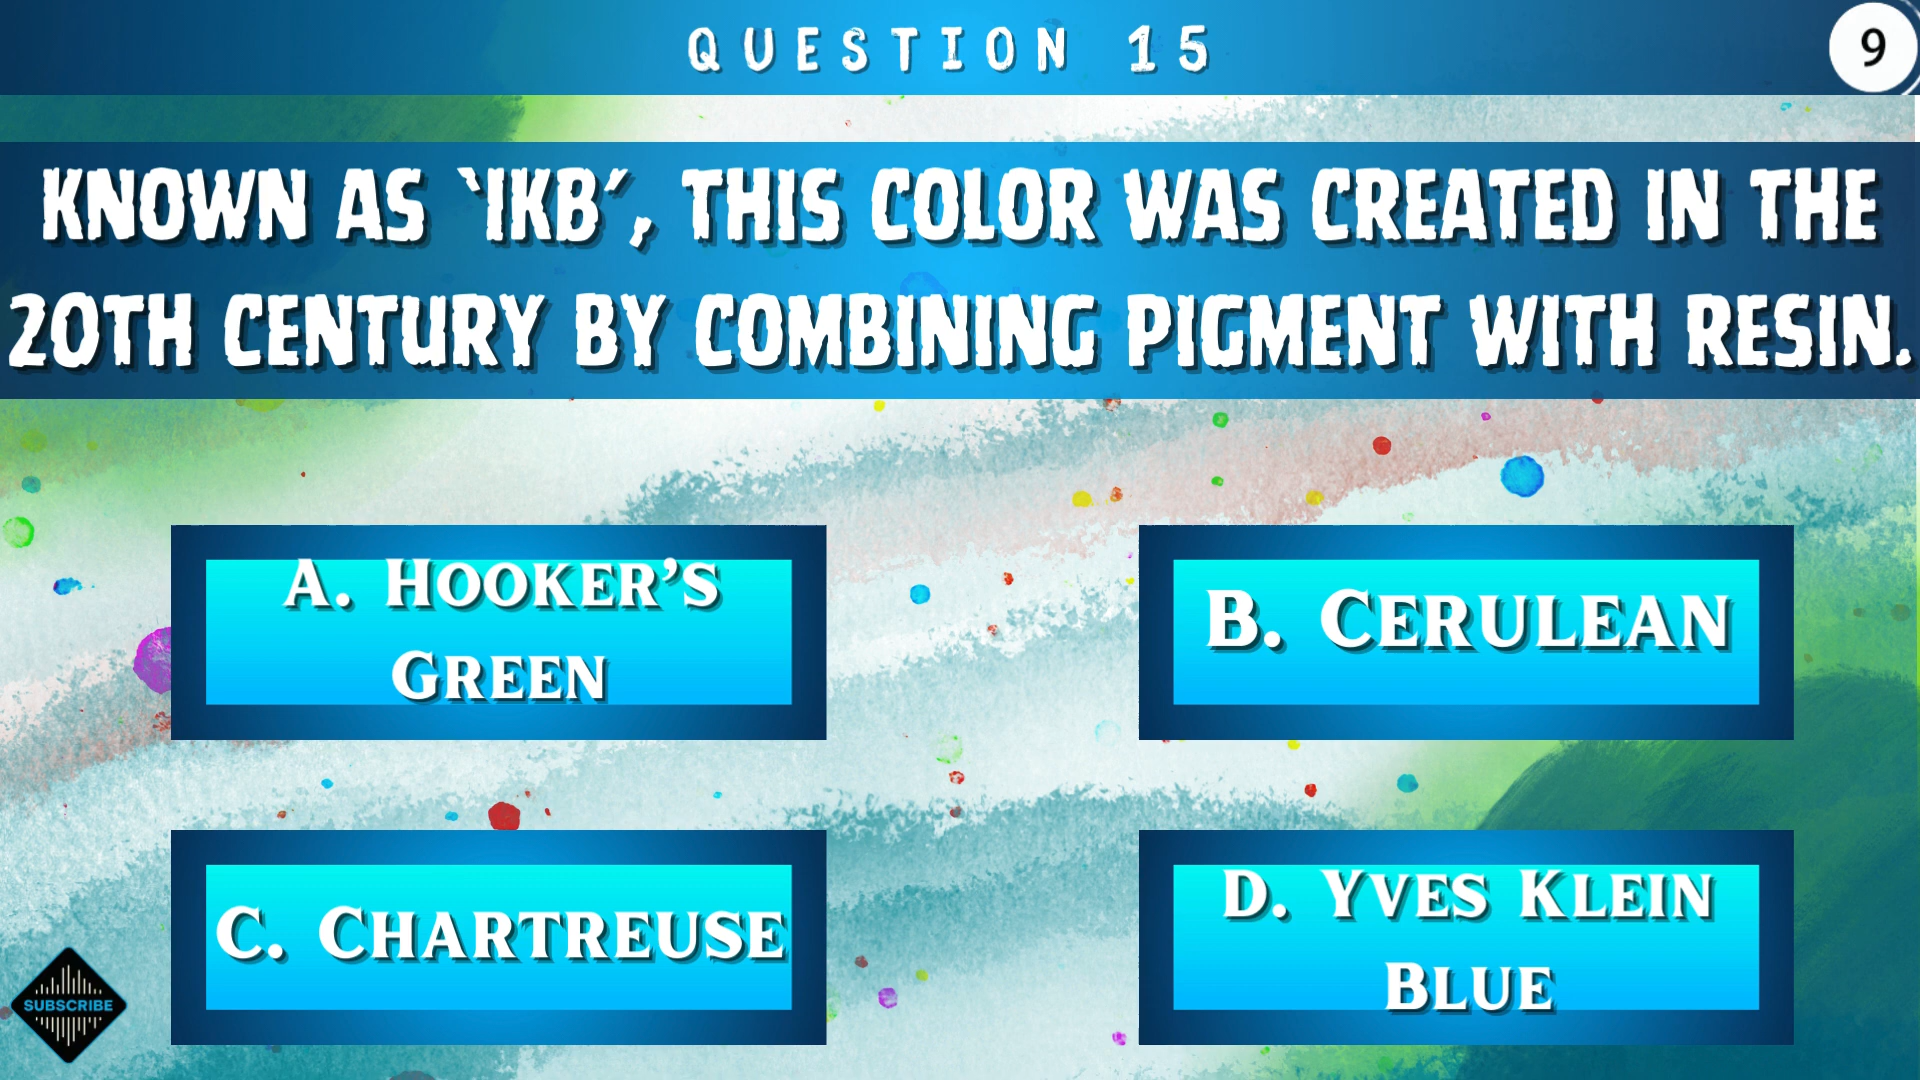 QUESTION 15
9
KNOWN AS `IKB´, THIS COLOR WAS CREATED IN THE
20TH CENTURY BY COMBINING PIGMENT WITH RESIN.
A. HOOKER'S
GREEN
B. CERULEAN
C. CHARTREUSE
D. YVES KLEIN
BLUE
SUBSCRIBE